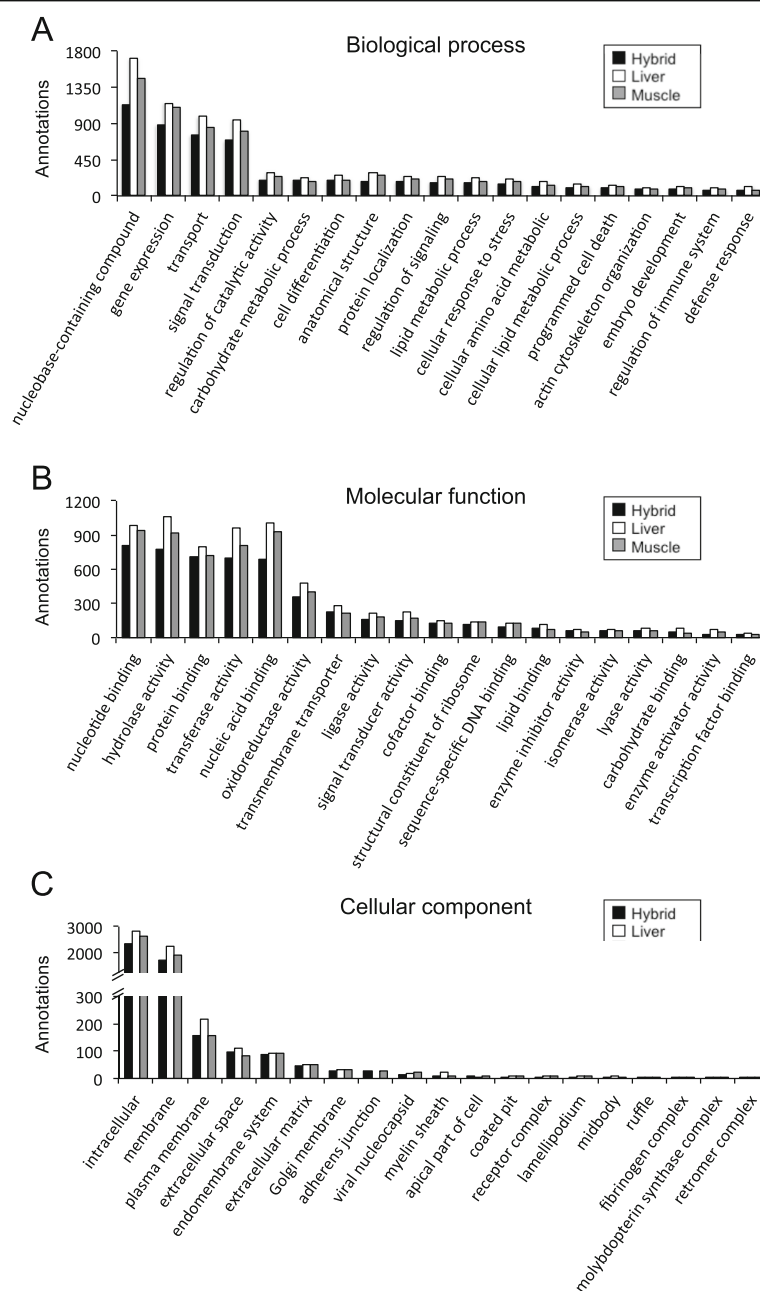 A
Biological process
Hybrid
Liver
Muscle
Annotations
1800
1350
900
450
0
nucleobase-containing compound
gene expression
transport
signal transduction
regulation of catalytic activity
carbohydrate metabolic process
cell differentiation
anatomical structure
protein localization
regulation of signaling
lipid metabolic process
cellular response to stress
cellular amino acid metabolic
cellular lipid metabolic process
programmed cell death
actin cytoskeleton organization
embryo development
regulation of immune system
defense response
B
Molecular function
Hybrid
Liver
Muscle
Annotations
1200
900
600
300
0
nucleotide binding
hydrolase activity
protein binding
transferase activity
nucleic acid binding
oxidoreductase activity
transmembrane transporter
ligase activity
signal transducer activity
cofactor binding
structural constituent of ribosome
sequence-specific DNA binding
lipid binding
enzyme inhibitor activity
isomerase activity
lyase activity
carbohydrate binding
enzyme activator activity
transcription factor binding
C
Cellular component
Hybrid
Liver
Annotations
3000
2000
300
200
100
0
intracellular
membrane
plasma membrane
extracellular space
endomembrane system
extracellular matrix
Golgi membrane
adherens junction
viral nucleocapsid
myelin sheath
apical part of cell
coated pit
receptor complex
lamellipodium
midbody
ruffle
fibrinogen complex
molybdopterin synthase complex
retromer complex